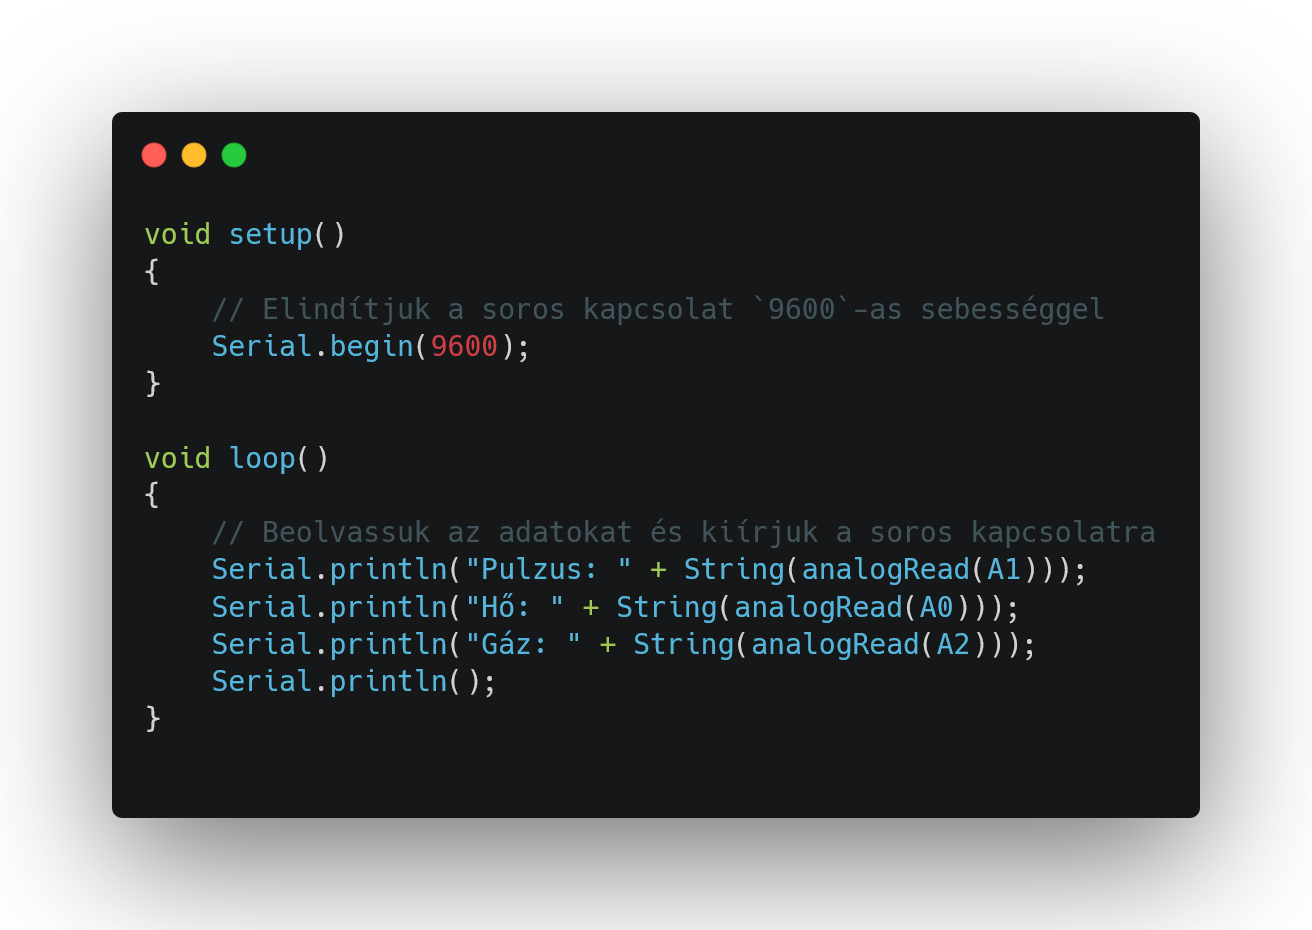 void setup()
{
    // Elindítjuk a soros kapcsolat `9600`-as sebességgel
    Serial.begin(9600);
}

void loop()
{
    // Beolvassuk az adatokat és kiírjuk a soros kapcsolatra
    Serial.println("Pulzus: " + String(analogRead(A1)));
    Serial.println("Hő: " + String(analogRead(A0)));
    Serial.println("Gáz: " + String(analogRead(A2)));
    Serial.println();
}